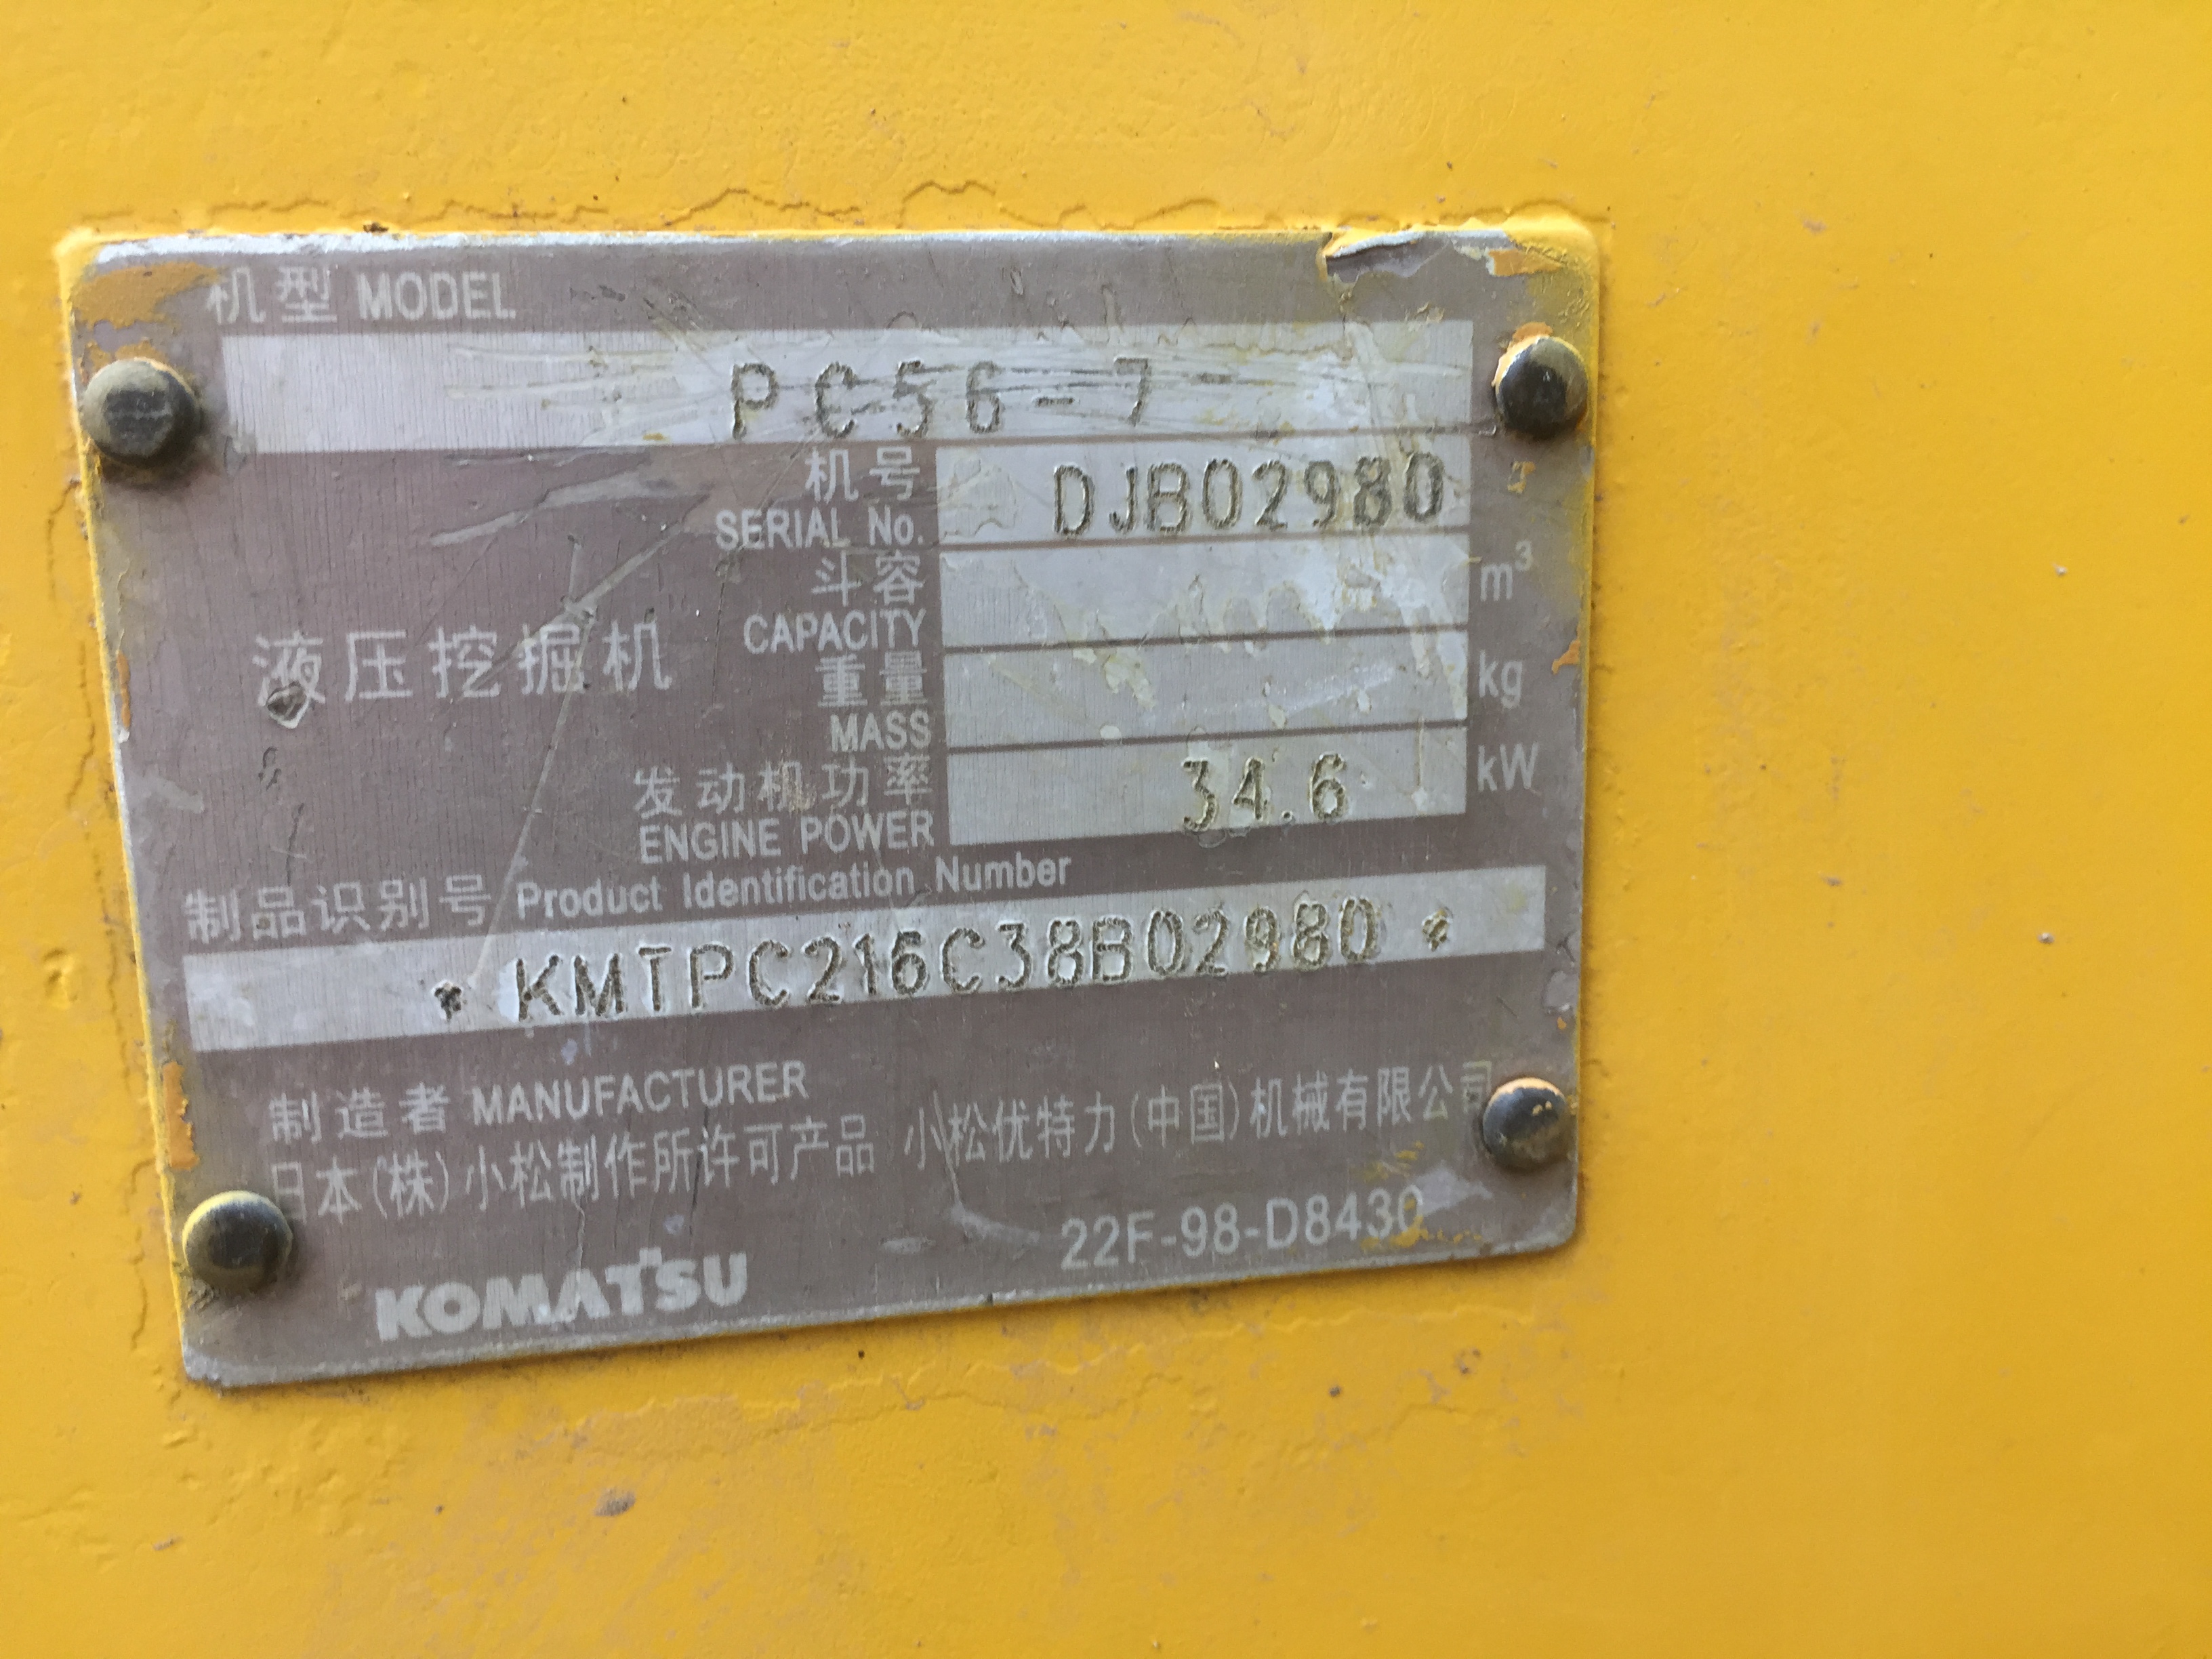 机型 MODEL
PC56-7
机号
SERIAL No.
DJB02980
斗容
CAPACITY
m³
液压挖掘机
重量
MASS
kg
发动机功率
ENGINE POWER
34.6
kW
制品识别号 Product Identification Number
* KMTPC216C38B02980 *
制造者 MANUFACTURER
日本(株)小松制作所许可产品 小松优特力(中国)机械有限公司
22F-98-D8430
KOMATSU